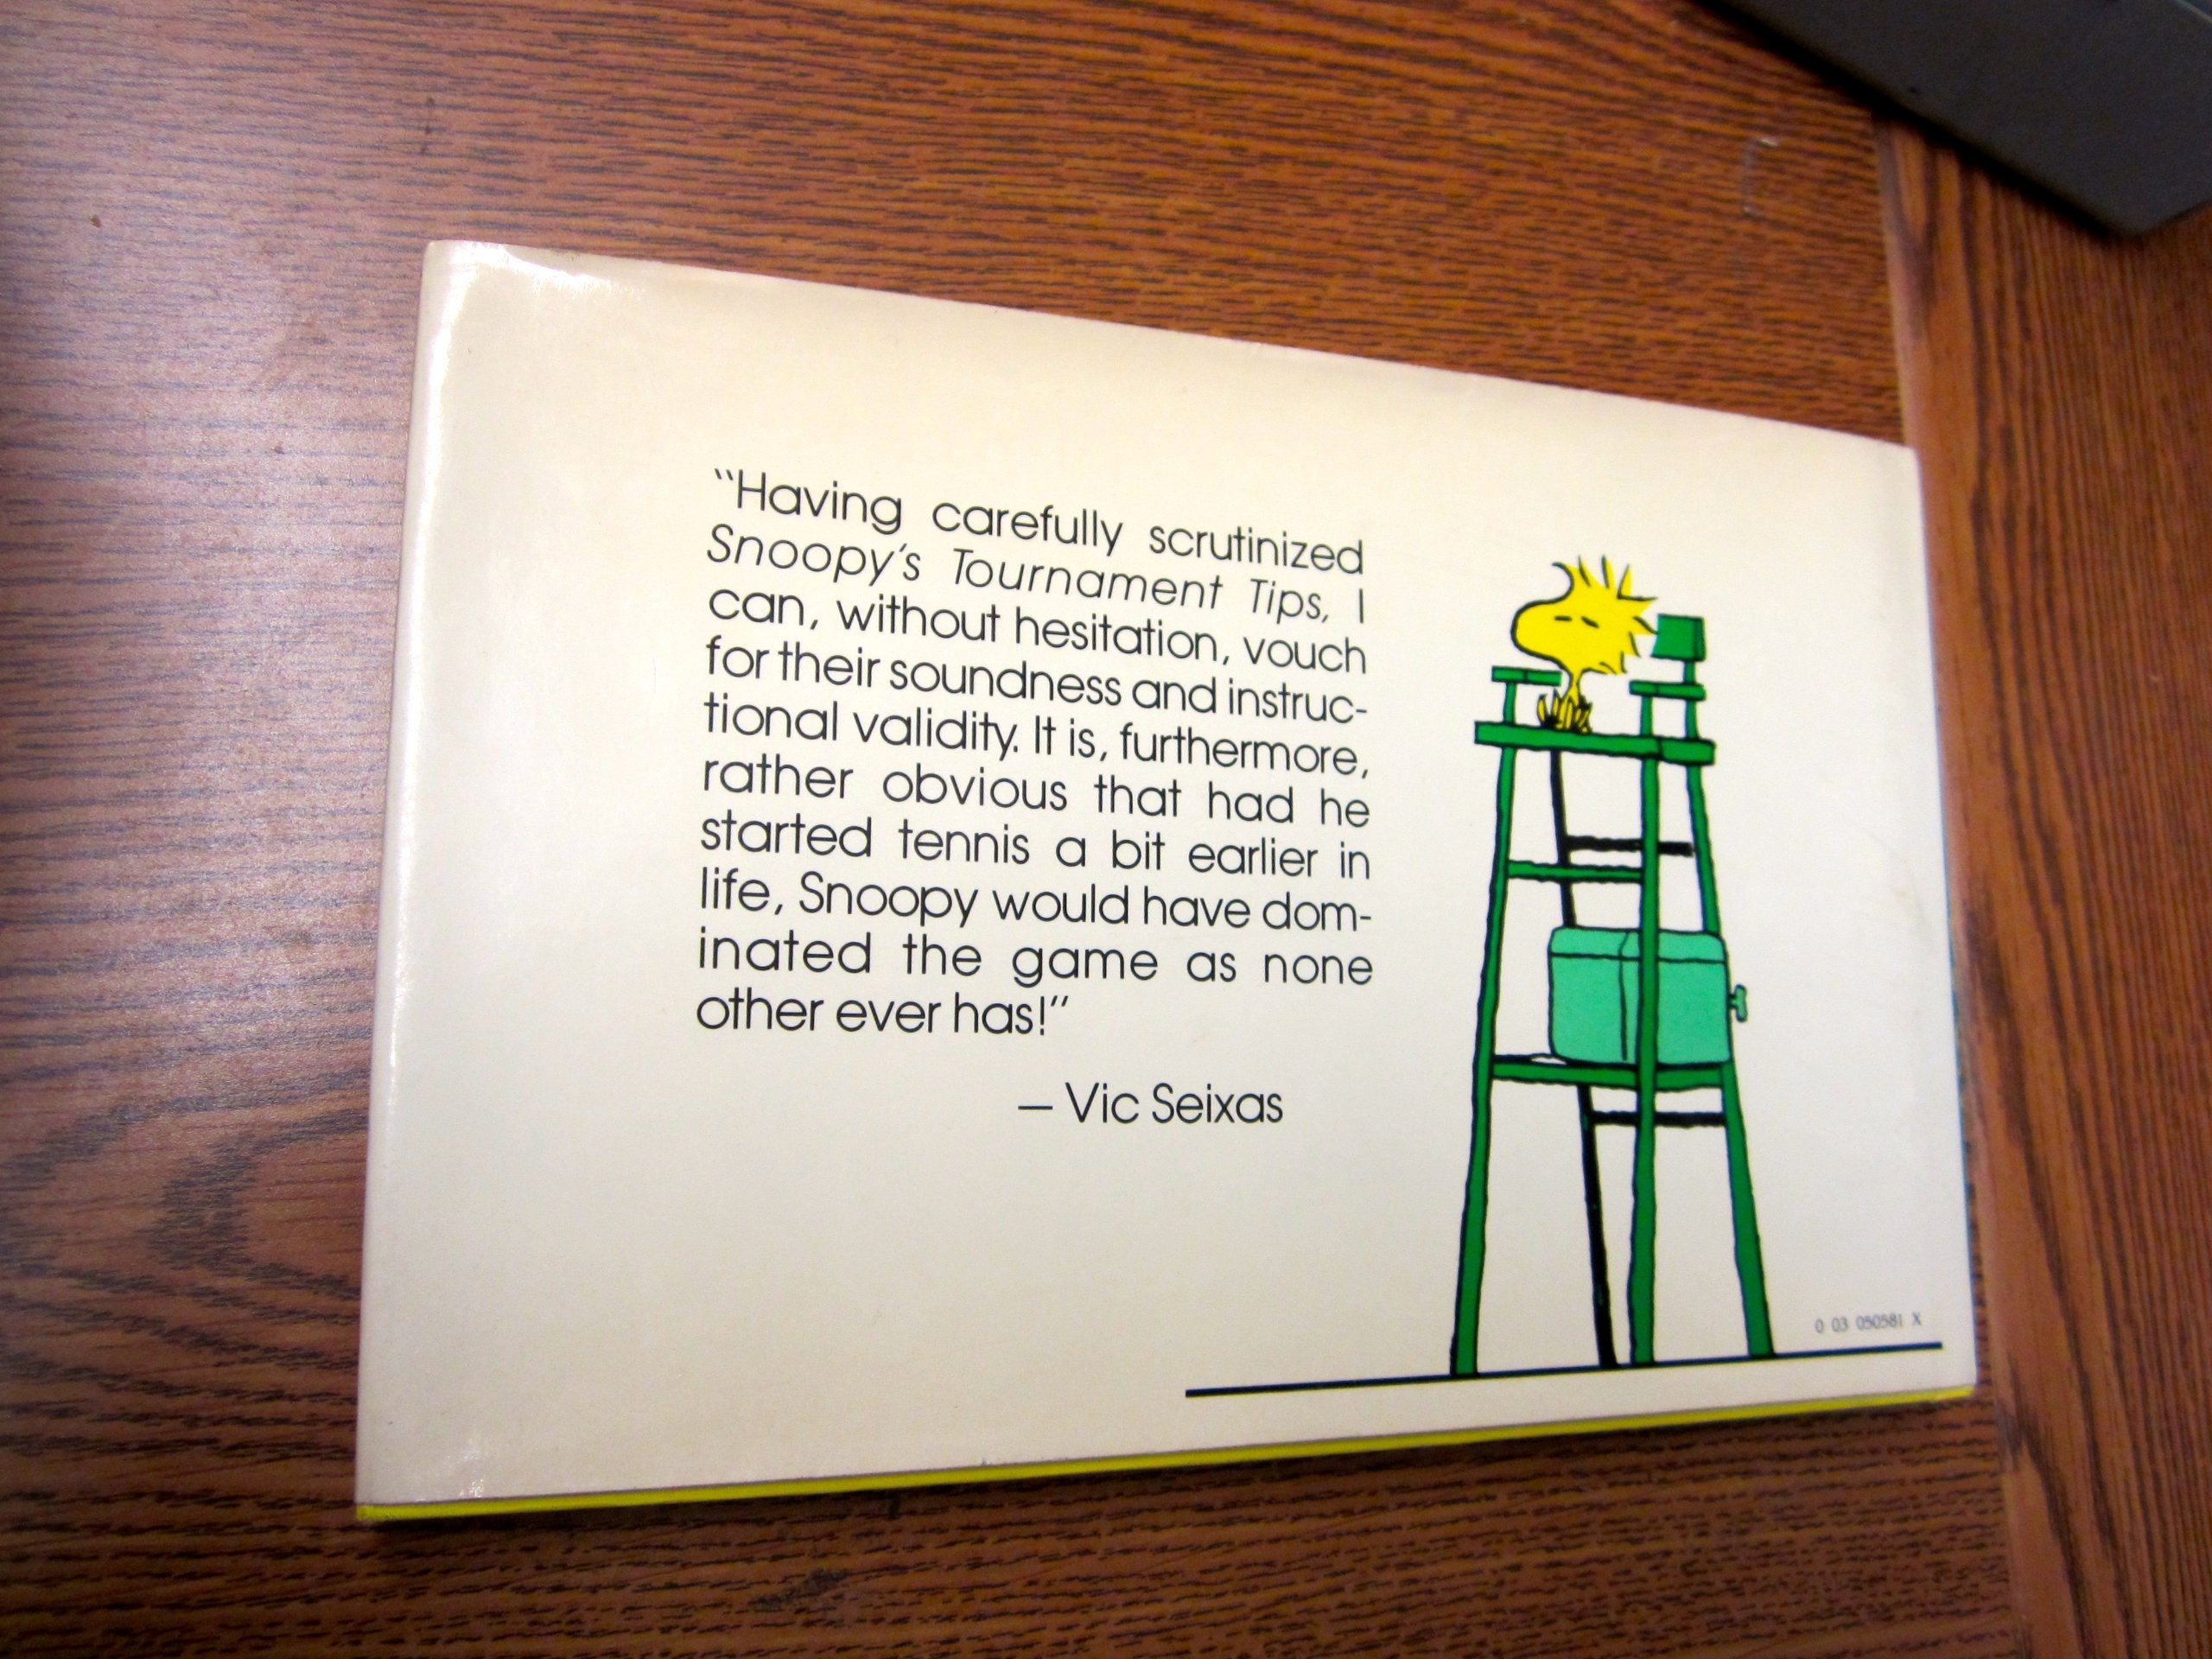 “Having carefully scrutinized
Snoopy’s Tournament Tips, I
can, without hesitation, vouch
for their soundness and instruc-
tional validity. It is, furthermore,
rather obvious that had he
started tennis a bit earlier in
life, Snoopy would have dom-
inated the game as none
other ever has!”
— Vic Seixas
0 03 050581 X